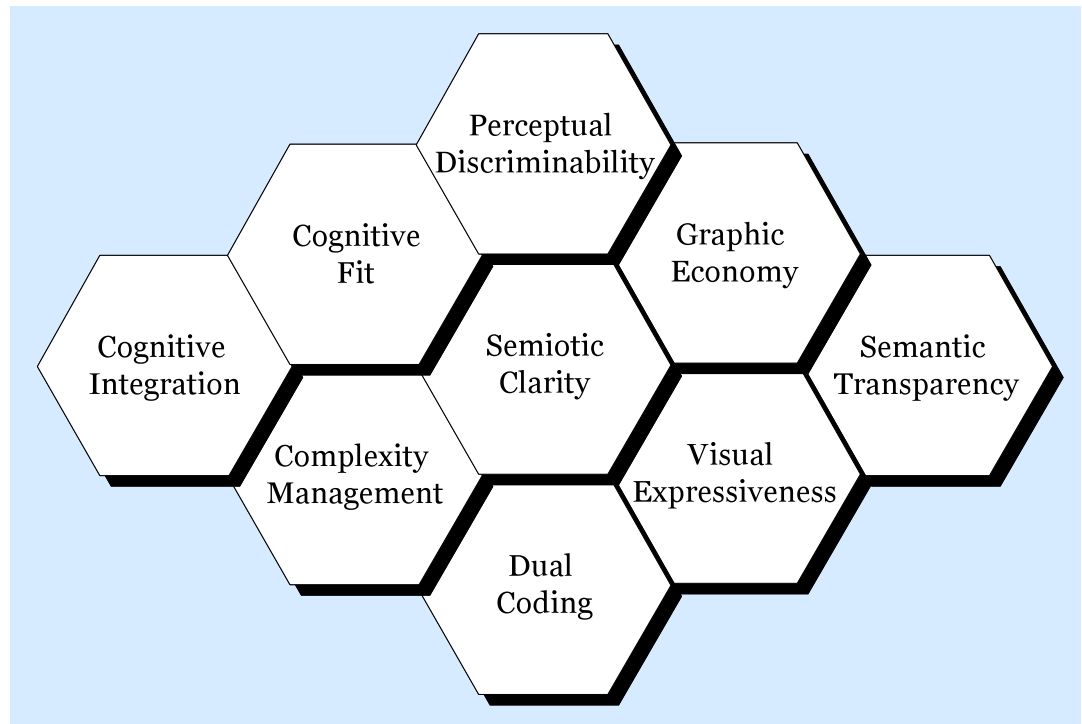 Perceptual
Discriminability
Cognitive
Fit
Graphic
Economy
Cognitive
Integration
Semiotic
Clarity
Semantic
Transparency
Complexity
Management
Visual
Expressiveness
Dual
Coding